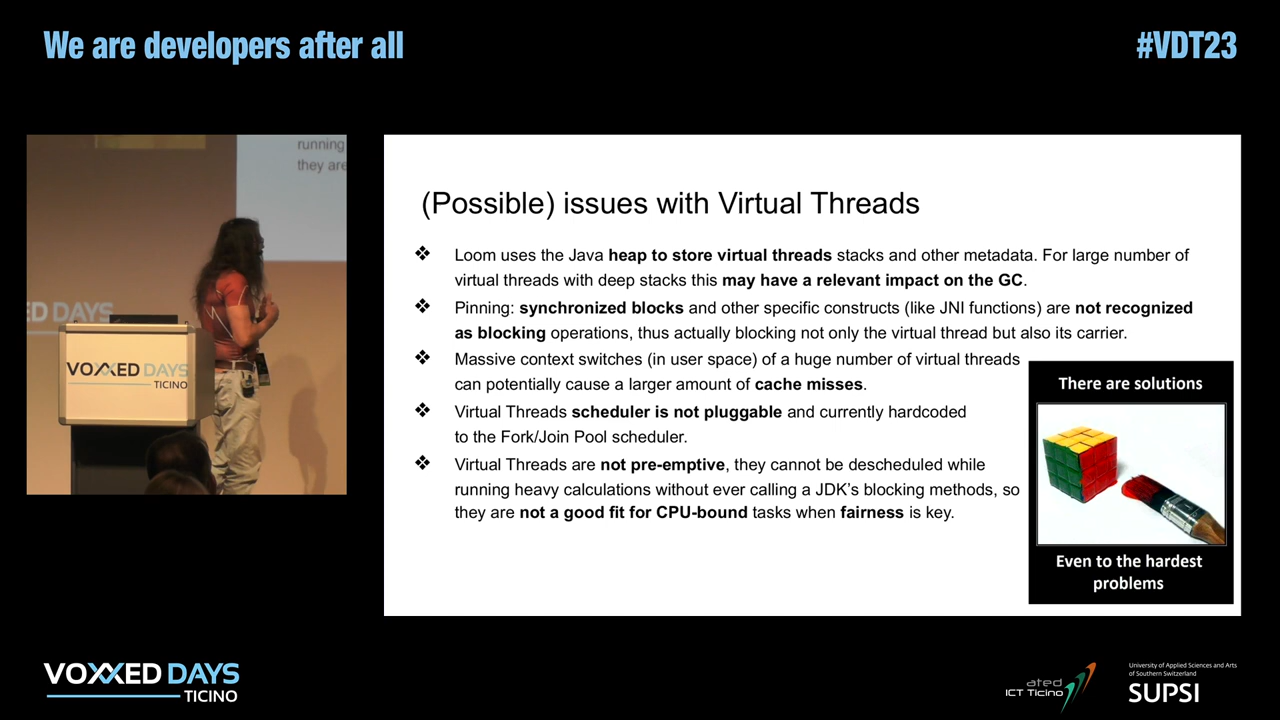 We are developers after all
#VDT23
running
they are
ED DAYS
VOXXED DAYS
TICINO
(Possible) issues with Virtual Threads
❖ Loom uses the Java heap to store virtual threads stacks and other metadata. For large number of
virtual threads with deep stacks this may have a relevant impact on the GC.
❖ Pinning: synchronized blocks and other specific constructs (like JNI functions) are not recognized
as blocking operations, thus actually blocking not only the virtual thread but also its carrier.
❖ Massive context switches (in user space) of a huge number of virtual threads
can potentially cause a larger amount of cache misses.
❖ Virtual Threads scheduler is not pluggable and currently hardcoded
to the Fork/Join Pool scheduler.
❖ Virtual Threads are not pre-emptive, they cannot be descheduled while
running heavy calculations without ever calling a JDK's blocking methods, so
they are not a good fit for CPU-bound tasks when fairness is key.
There are solutions
Even to the hardest
problems
VOXXED DAYS
TICINO
ated
ICT Ticino
University of Applied Sciences and Arts
of Southern Switzerland
SUPSI